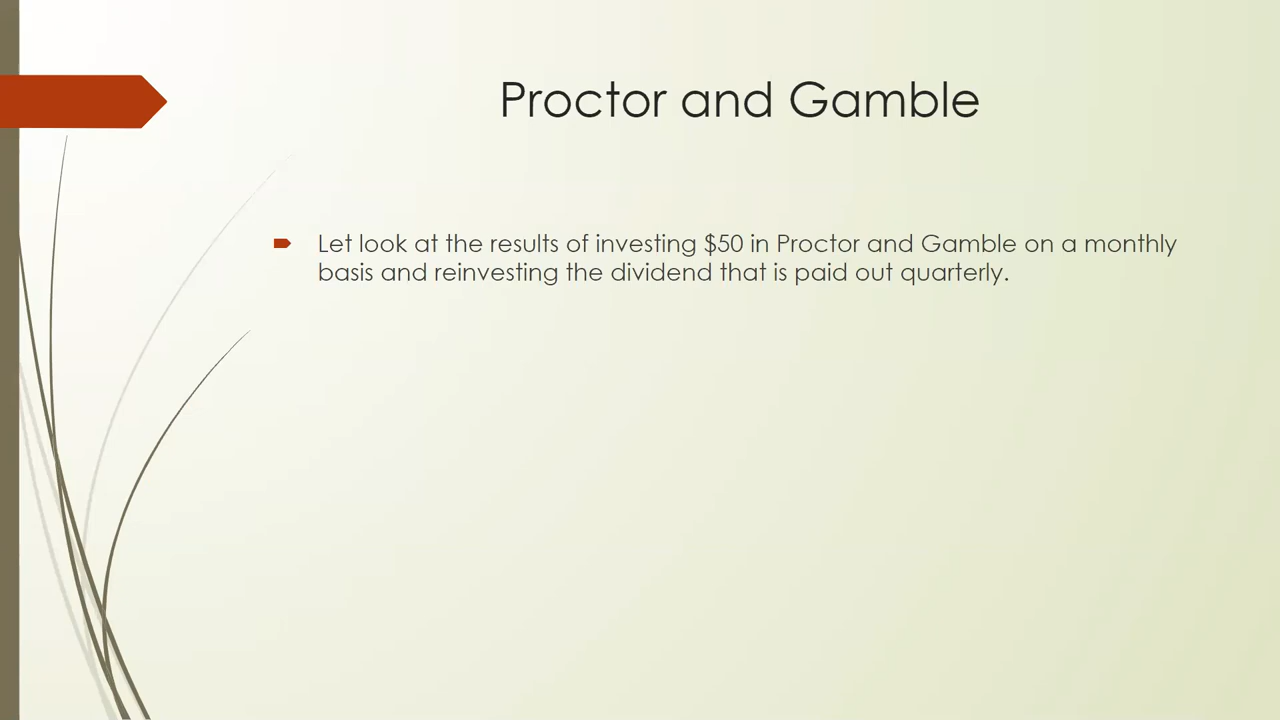 Proctor and Gamble
Let look at the results of investing $50 in Proctor and Gamble on a monthly
basis and reinvesting the dividend that is paid out quarterly.